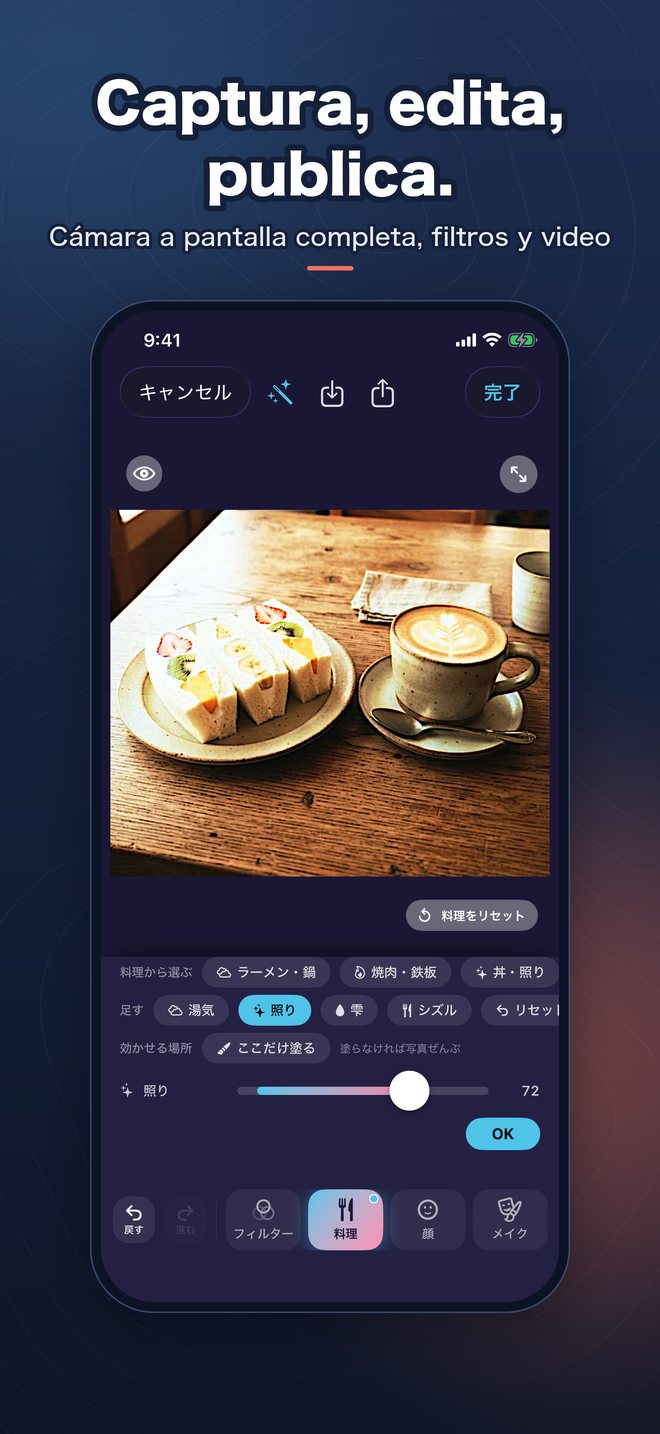 Captura, edita,
publica.
Cámara a pantalla completa, filtros y video
9:41
キャンセル
完了
料理をリセット
料理から選ぶ ラーメン・鍋 焼肉・鉄板 丼・照り
足す 湯気 照り 雫 シズル リセット
効かせる場所 ここだけ塗る 塗らなければ写真ぜんぶ
照り 72
OK
戻す 進む フィルター 料理 顔 メイク